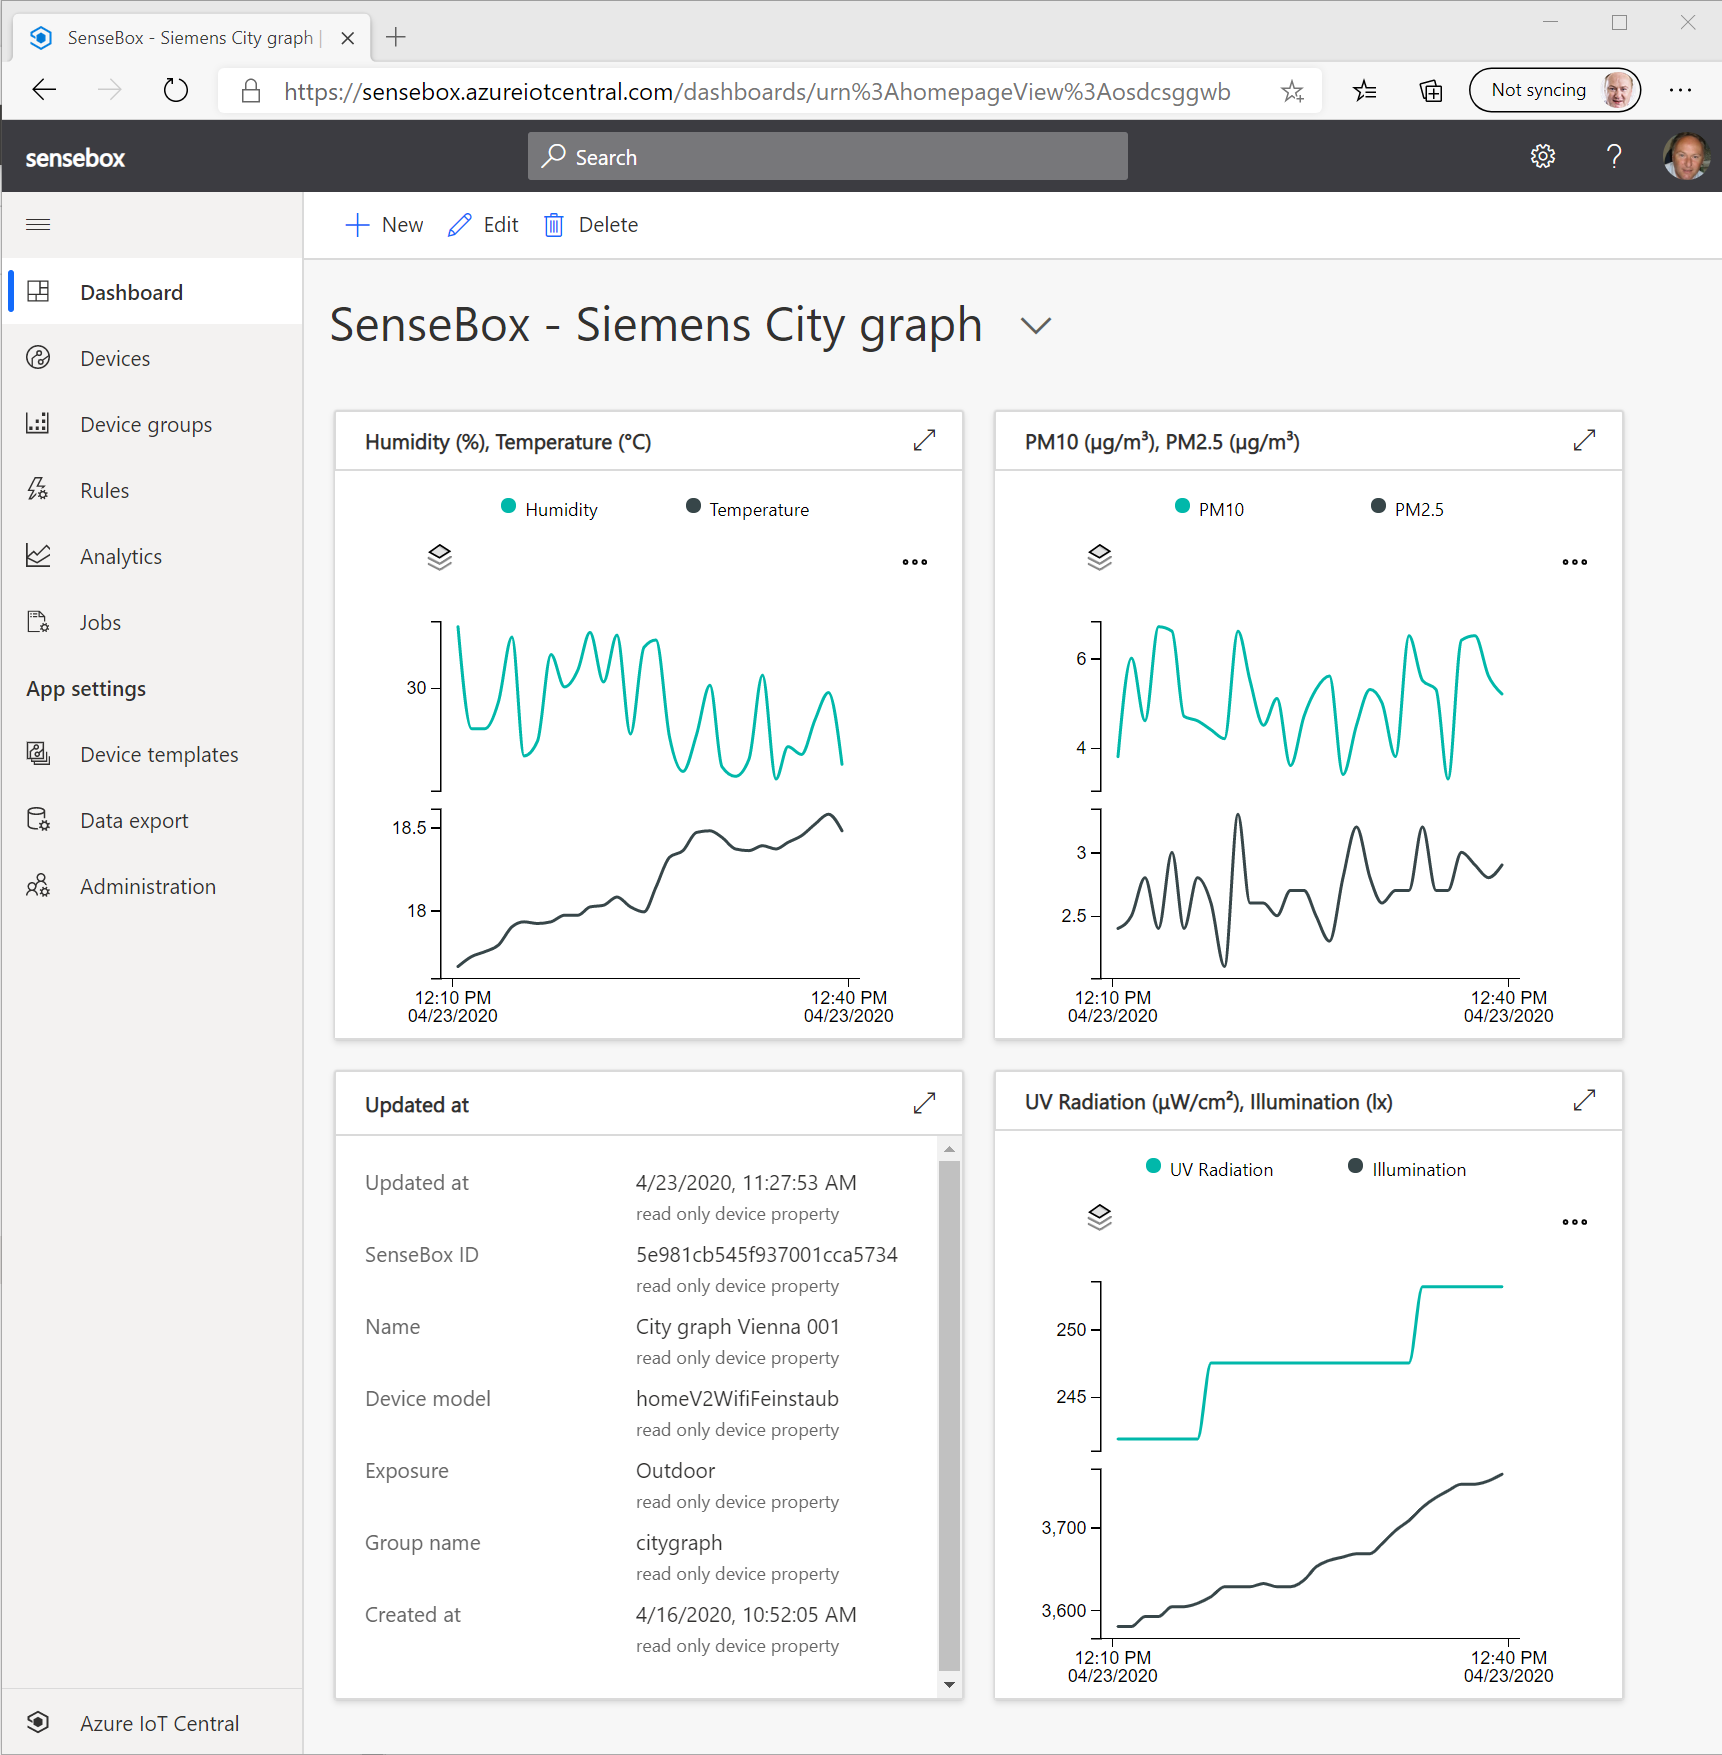 SenseBox - Siemens City graph |
https://sensebox.azureiotcentral.com/dashboards/urn%3AhomepageView%3Aosdcsggwb
Not syncing
sensebox
Search
?
New
Edit
Delete
Dashboard
Devices
Device groups
Rules
Analytics
Jobs
App settings
Device templates
Data export
Administration
Azure IoT Central
SenseBox - Siemens City graph
Humidity (%), Temperature (°C)
Humidity
Temperature
30
18.5
18
12:10 PM
04/23/2020
12:40 PM
04/23/2020
PM10 (µg/m³), PM2.5 (µg/m³)
PM10
PM2.5
6
4
3
2.5
12:10 PM
04/23/2020
12:40 PM
04/23/2020
Updated at
Updated at
4/23/2020, 11:27:53 AM
read only device property
SenseBox ID
5e981cb545f937001cca5734
read only device property
Name
City graph Vienna 001
read only device property
Device model
homeV2WifiFeinstaub
read only device property
Exposure
Outdoor
read only device property
Group name
citygraph
read only device property
Created at
4/16/2020, 10:52:05 AM
read only device property
UV Radiation (µW/cm²), Illumination (lx)
UV Radiation
Illumination
250
245
3,700
3,600
12:10 PM
04/23/2020
12:40 PM
04/23/2020